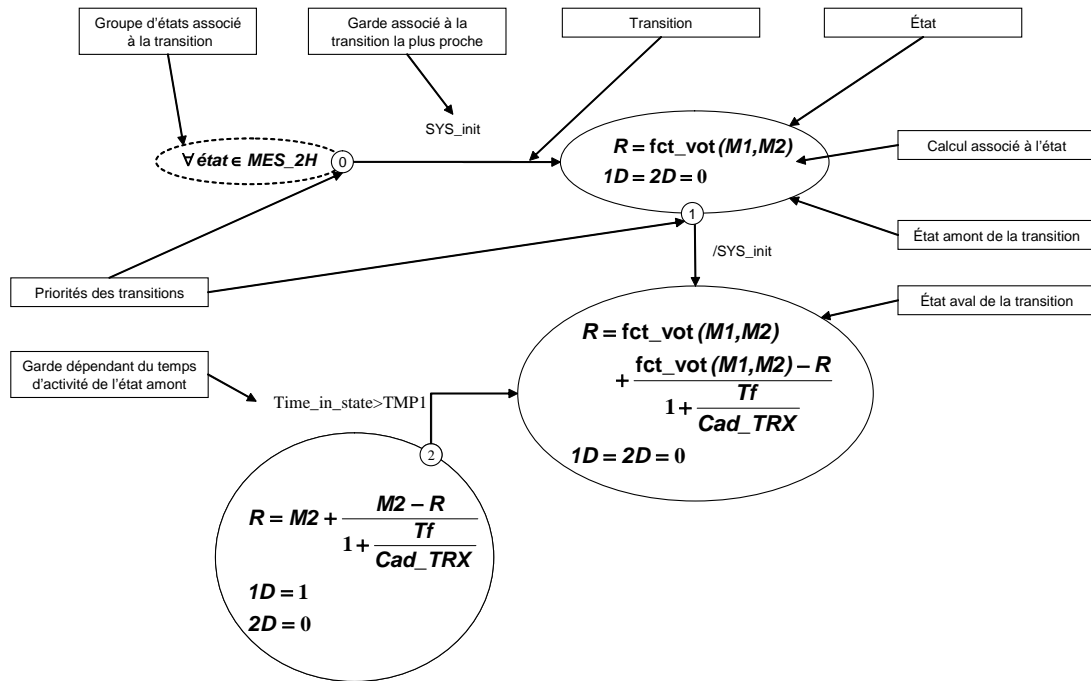 Groupe d'états associé
à la transition
Garde associé à la
transition la plus proche
Transition
État
SYS_init
∀ état ∈ MES_2H
0
R = fct_vot (M1,M2)
1D = 2D = 0
Calcul associé à l'état
1
État amont de la transition
/SYS_init
Priorités des transitions
État aval de la transition
R = fct_vot (M1,M2)
+ fct_vot (M1,M2) – R
1 + Tf
Cad_TRX
1D = 2D = 0
Garde dépendant du temps
d'activité de l'état amont
Time_in_state>TMP1
2
R = M2 + M2 – R
1 + Tf
Cad_TRX
1D = 1
2D = 0